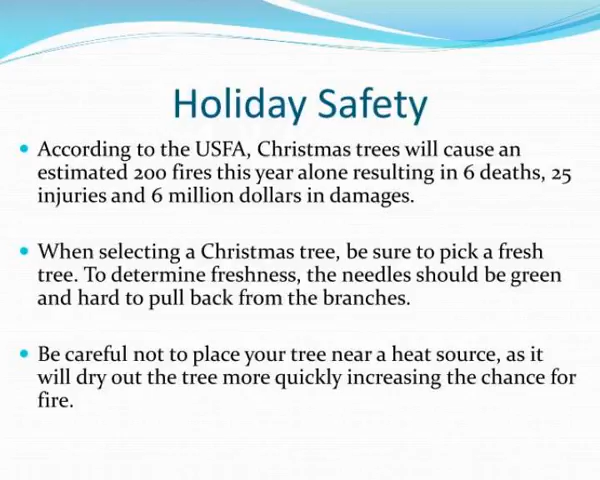 Holiday Safety
• According to the USFA, Christmas trees will cause an
estimated 200 fires this year alone resulting in 6 deaths, 25
injuries and 6 million dollars in damages.
• When selecting a Christmas tree, be sure to pick a fresh
tree. To determine freshness, the needles should be green
and hard to pull back from the branches.
• Be careful not to place your tree near a heat source, as it
will dry out the tree more quickly increasing the chance for
fire.